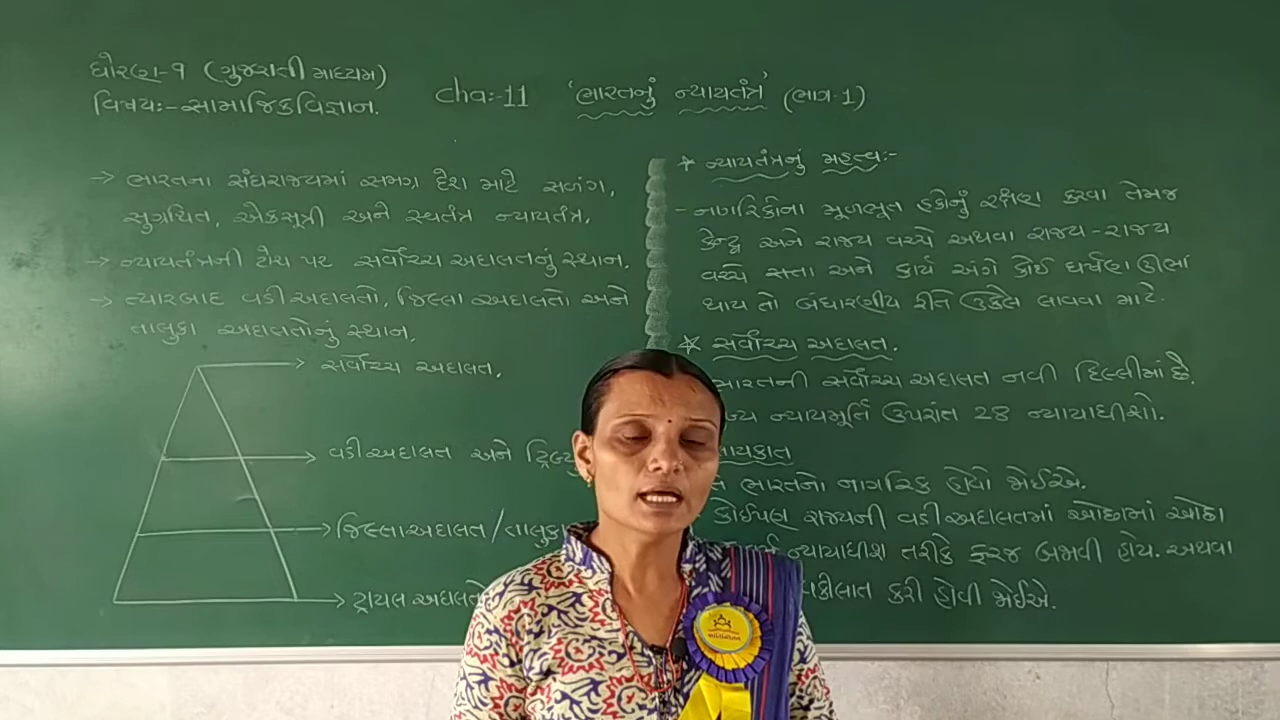 ધોરણ-૧ (ગુજરાતી માધ્યમ)
વિષય:-સામાજિકવિજ્ઞાન.
cha:-11 'ભારતનું ન્યાયતંત્ર' (ભાગ-1)
→ ભારતના સંઘરાજ્યમાં સમગ્ર દેશ માટે સળંગ,
સુગ્રથિત, એકસૂત્રી અને સ્વતંત્ર ન્યાયતંત્ર.
→ ન્યાયતંત્રની ટોચ પર સર્વોચ્ચ અદાલતનું સ્થાન.
→ ત્યારબાદ વડીઅદાલતો, જિલ્લા અદાલતો અને
તાલુકા અદાલતોનું સ્થાન.
સર્વોચ્ચ અદાલત.
વડીઅદાલત અને
જિલ્લાઅદાલત/તાલુકા
ટ્રાયલ અદાલતો
* ન્યાયતંત્રનું મહત્વ:-
- નાગરિકોના મૂળભૂત હકોનું રક્ષણ કરવા તેમજ
કેન્દ્ર અને રાજ્ય વચ્ચે અથવા રાજ્ય-રાજ્ય
વચ્ચે સત્તા અને કાર્ય અંગે કોઈ ઘર્ષણ ઊભાં
થાય તો બંધારણીય રીતે ઉકેલ લાવવા માટે.
* સર્વોચ્ચ અદાલત.
ભારતની સર્વોચ્ચ અદાલત નવી દિલ્લીમાં છે.
ન્યાયમૂર્તિ ઉપરાંત 28 ન્યાયાધીશો.
લાયકાત
ભારતનો નાગરિક હોવો જોઈએ.
કોઈપણ રાજ્યની વડીઅદાલતમાં ઓછામાં ઓછા
ન્યાયાધીશ તરીકે ફરજ બજાવી હોય. અથવા
વકીલાત કરી હોવી જોઈએ.